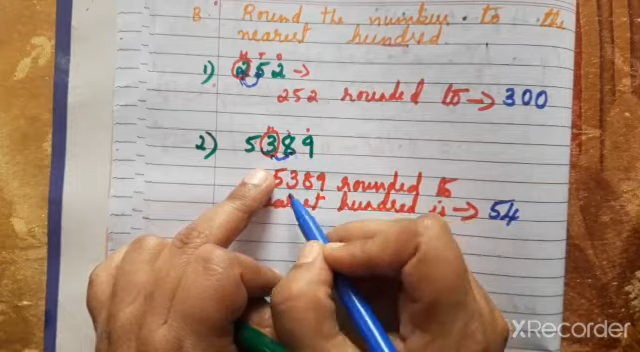 B. Round the numbers to the
nearest hundred
H T O
1) 252 →
252 rounded to → 300
2) 5389
5389 rounded to
nearest hundred is → 54
XRecorder